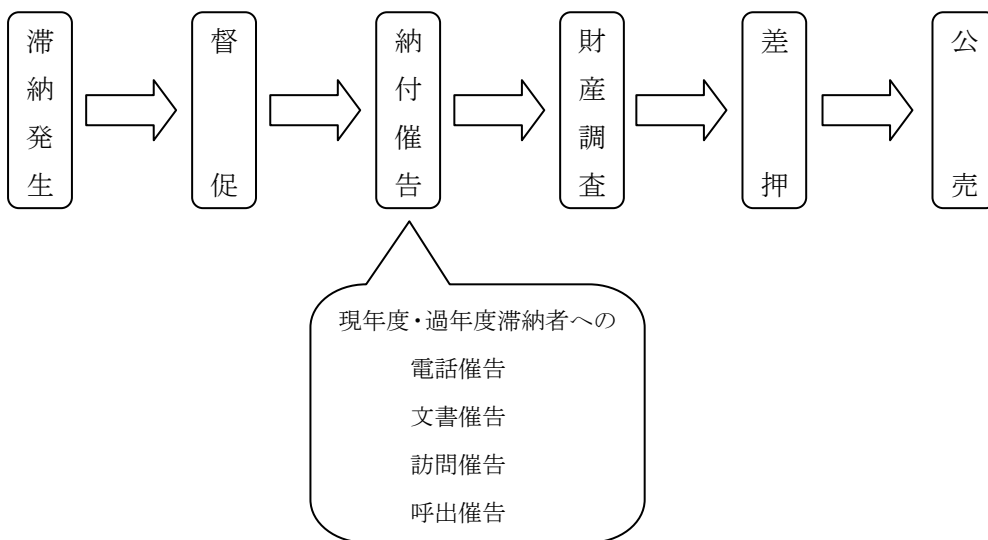 滞納発生
督促
納付催告
財産調査
差押
公売
現年度・過年度滞納者への
電話催告
文書催告
訪問催告
呼出催告